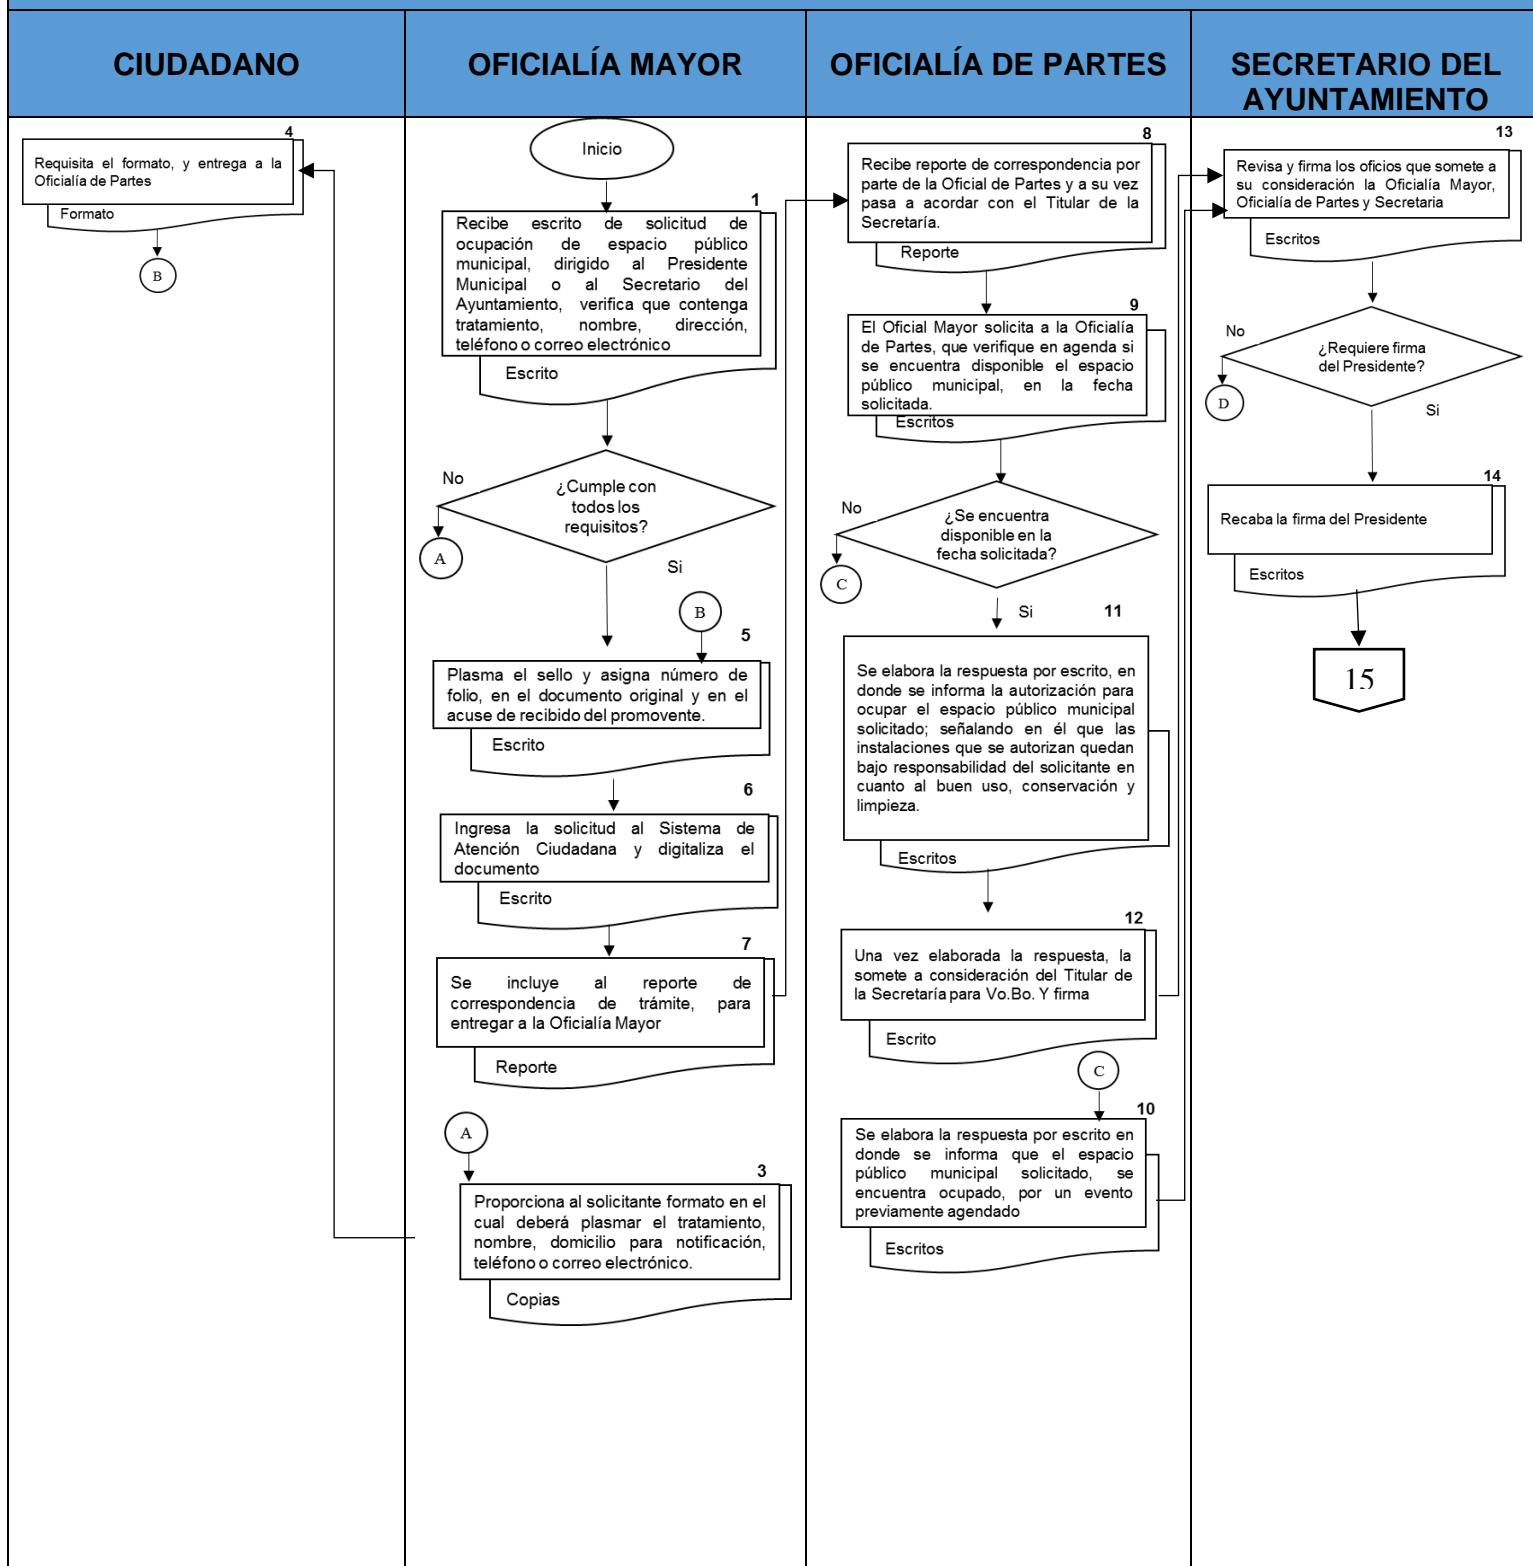 CIUDADANO
OFICIALÍA MAYOR
OFICIALÍA DE PARTES
SECRETARIO DEL
AYUNTAMIENTO
4
Requisita el formato, y entrega a la
Oficialía de Partes
Formato
B
Inicio
1
Recibe escrito de solicitud de
ocupación de espacio público
municipal, dirigido al Presidente
Municipal o al Secretario del
Ayuntamiento, verifica que contenga
tratamiento, nombre, dirección,
teléfono o correo electrónico
Escrito
No
¿Cumple con
todos los
requisitos?
A
Si
B
5
Plasma el sello y asigna número de
folio, en el documento original y en el
acuse de recibido del promovente.
Escrito
6
Ingresa la solicitud al Sistema de
Atención Ciudadana y digitaliza el
documento
Escrito
7
Se incluye al reporte de
correspondencia de trámite, para
entregar a la Oficialía Mayor
Reporte
A
3
Proporciona al solicitante formato en el
cual deberá plasmar el tratamiento,
nombre, domicilio para notificación,
teléfono o correo electrónico.
Copias
8
Recibe reporte de correspondencia por
parte de la Oficial de Partes y a su vez
pasa a acordar con el Titular de la
Secretaría.
Reporte
9
El Oficial Mayor solicita a la Oficialía
de Partes, que verifique en agenda si
se encuentra disponible el espacio
público municipal, en la fecha
solicitada.
Escritos
No
¿Se encuentra
disponible en la
fecha solicitada?
C
Si
11
Se elabora la respuesta por escrito, en
donde se informa la autorización para
ocupar el espacio público municipal
solicitado; señalando en él que las
instalaciones que se autorizan quedan
bajo responsabilidad del solicitante en
cuanto al buen uso, conservación y
limpieza.
Escritos
12
Una vez elaborada la respuesta, la
somete a consideración del Titular de
la Secretaría para Vo.Bo. Y firma
Escrito
C
10
Se elabora la respuesta por escrito en
donde se informa que el espacio
público municipal solicitado, se
encuentra ocupado, por un evento
previamente agendado
Escritos
13
Revisa y firma los oficios que somete a
su consideración la Oficialía Mayor,
Oficialía de Partes y Secretaria
Escritos
No
¿Requiere firma
del Presidente?
D
Si
14
Recaba la firma del Presidente
Escritos
15